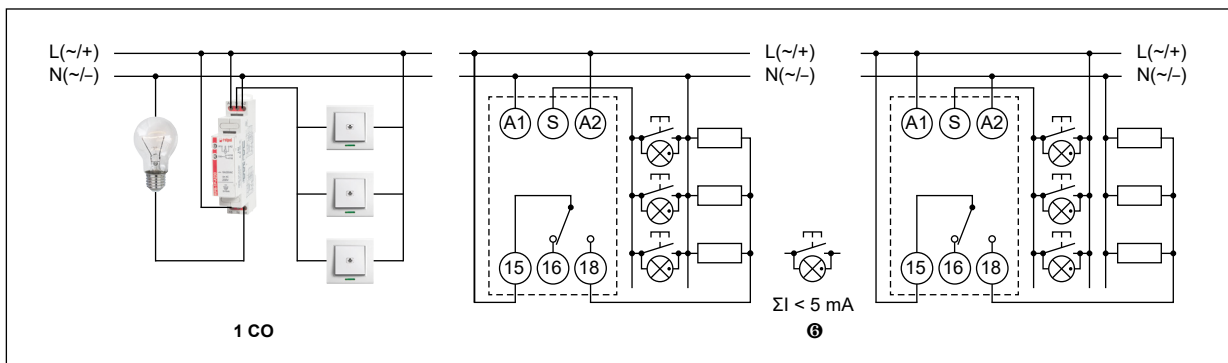 L(~/+)
N(~/–)
L(~/+)
N(~/–)
L(~/+)
N(~/–)
A1 S A2
15 16 18
A1 S A2
15 16 18
ΣI < 5 mA
❻
1 CO